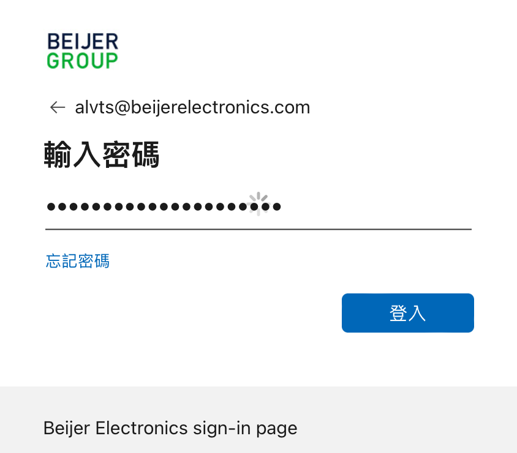 BEIJER
GROUP
← alvts@beijerelectronics.com
輸入密碼
•••••••••••••••••••••
忘記密碼
登入
Beijer Electronics sign-in page